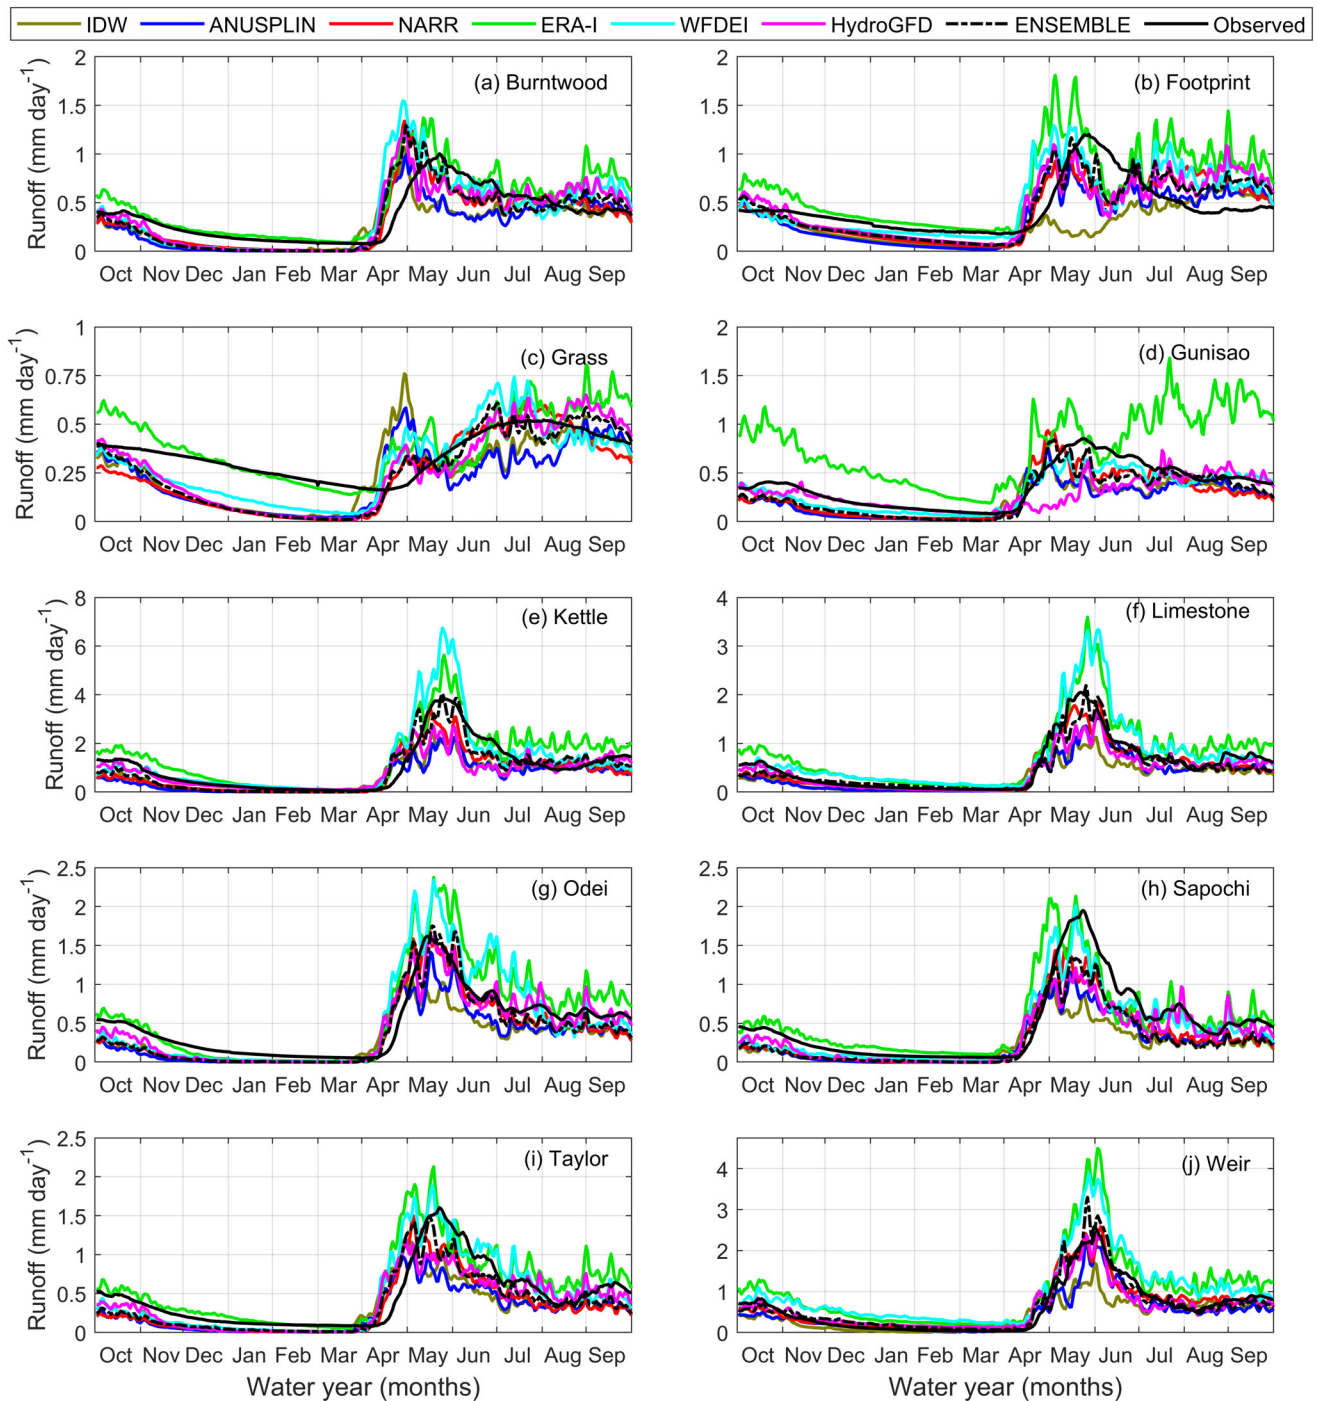 IDW ANUSPLIN NARR ERA-I WFDEI HydroGFD ENSEMBLE Observed
(a) Burntwood
Runoff (mm day-1)
2
1.5
1
0.5
0
Oct Nov Dec Jan Feb Mar Apr May Jun Jul Aug Sep
(b) Footprint
2
1.5
1
0.5
0
Oct Nov Dec Jan Feb Mar Apr May Jun Jul Aug Sep
(c) Grass
Runoff (mm day-1)
1
0.75
0.5
0.25
0
Oct Nov Dec Jan Feb Mar Apr May Jun Jul Aug Sep
(d) Gunisao
2
1.5
1
0.5
0
Oct Nov Dec Jan Feb Mar Apr May Jun Jul Aug Sep
(e) Kettle
Runoff (mm day-1)
8
6
4
2
0
Oct Nov Dec Jan Feb Mar Apr May Jun Jul Aug Sep
(f) Limestone
4
3
2
1
0
Oct Nov Dec Jan Feb Mar Apr May Jun Jul Aug Sep
(g) Odei
Runoff (mm day-1)
2.5
2
1.5
1
0.5
0
Oct Nov Dec Jan Feb Mar Apr May Jun Jul Aug Sep
(h) Sapochi
2.5
2
1.5
1
0.5
0
Oct Nov Dec Jan Feb Mar Apr May Jun Jul Aug Sep
(i) Taylor
Runoff (mm day-1)
2.5
2
1.5
1
0.5
0
Oct Nov Dec Jan Feb Mar Apr May Jun Jul Aug Sep
Water year (months)
(j) Weir
4
3
2
1
0
Oct Nov Dec Jan Feb Mar Apr May Jun Jul Aug Sep
Water year (months)